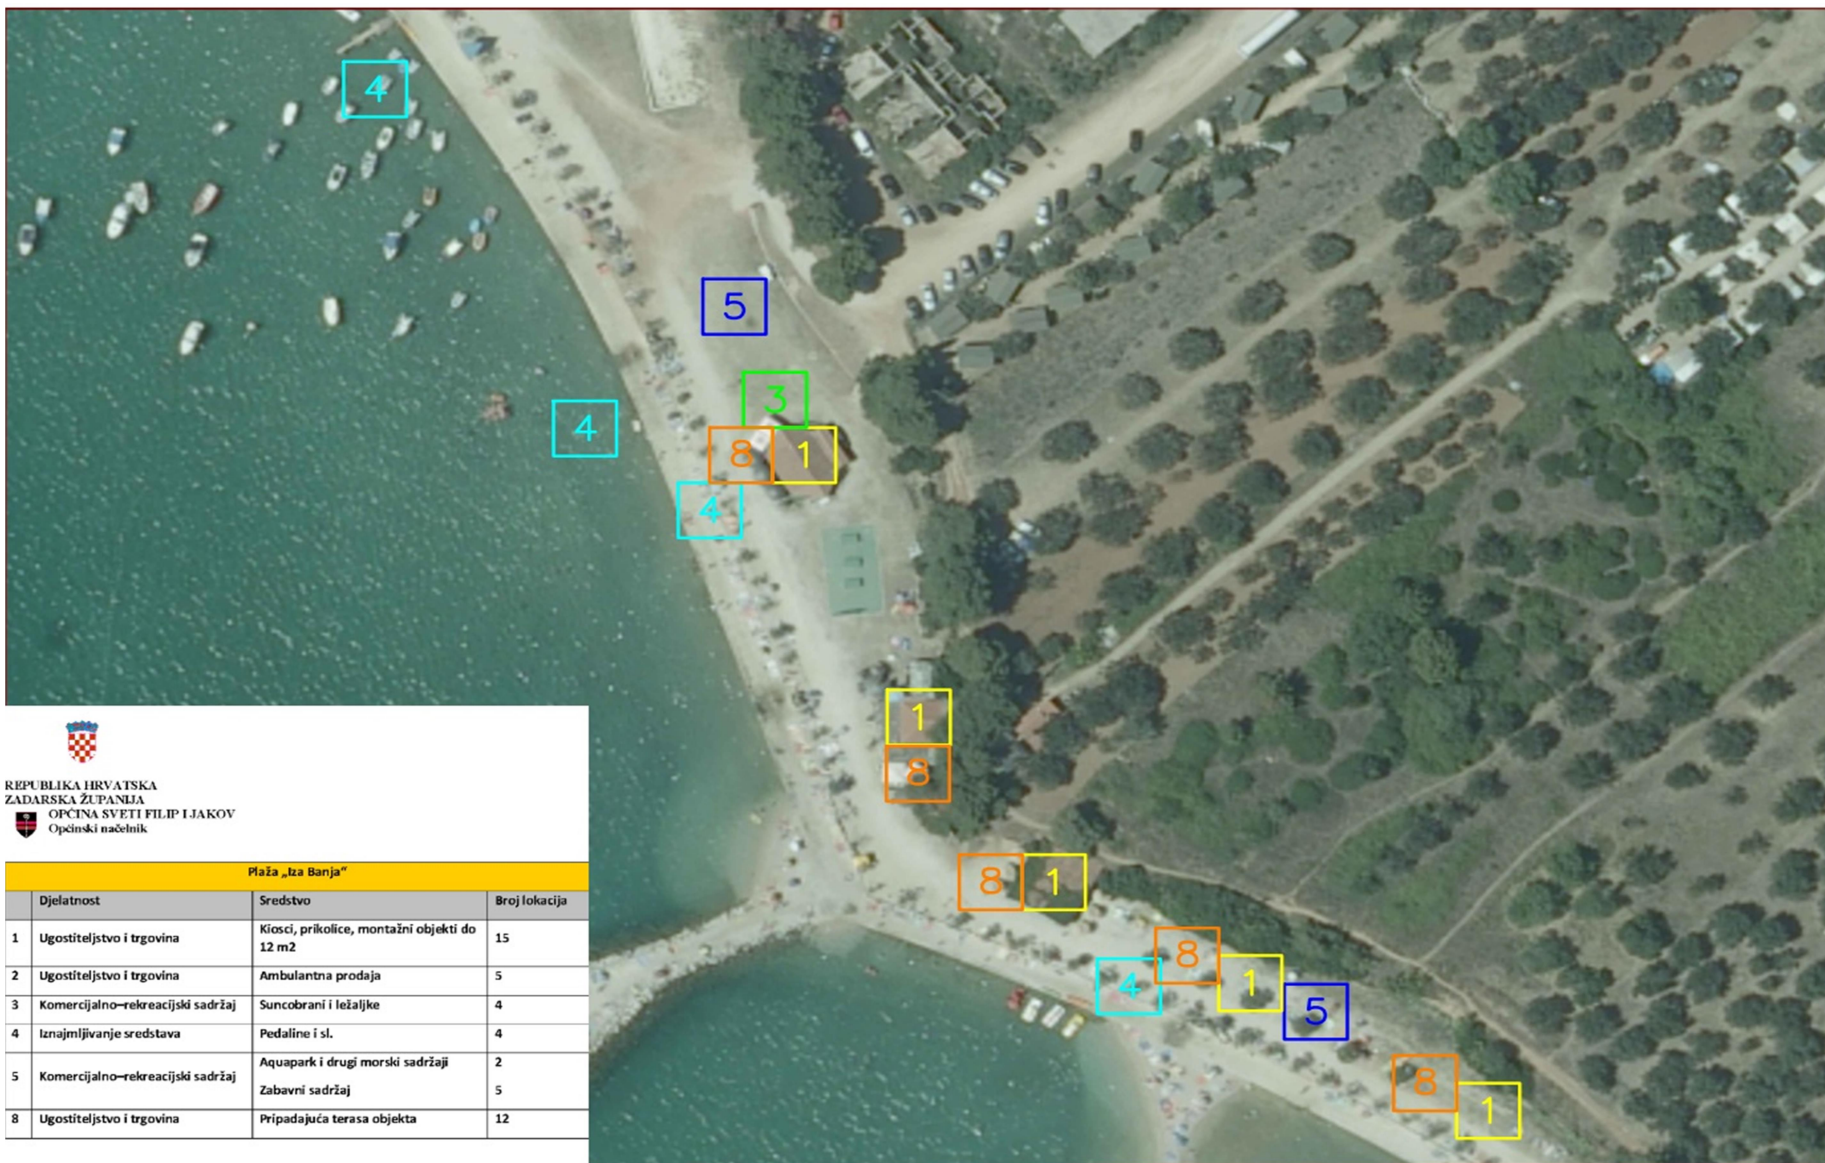 4
5
3
4
8 1
4
1
8
8 1
8
4 1
5
8
1
REPUBLIKA HRVATSKA
ZADARSKA ŽUPANIJA
OPĆINA SVETI FILIP I JAKOV
Općinski načelnik
Plaža „Iza Banja“
Djelatnost Sredstvo Broj lokacija
1 Ugostiteljstvo i trgovina Kiosci, prikolice, montažni objekti do 12 m2 15
2 Ugostiteljstvo i trgovina Ambulantna prodaja 5
3 Komercijalno–rekreacijski sadržaj Suncobrani i ležaljke 4
4 Iznajmljivanje sredstava Pedaline i sl. 4
5 Komercijalno–rekreacijski sadržaj Aquapark i drugi morski sadržaji 2
Zabavni sadržaj 5
8 Ugostiteljstvo i trgovina Pripadajuća terasa objekta 12